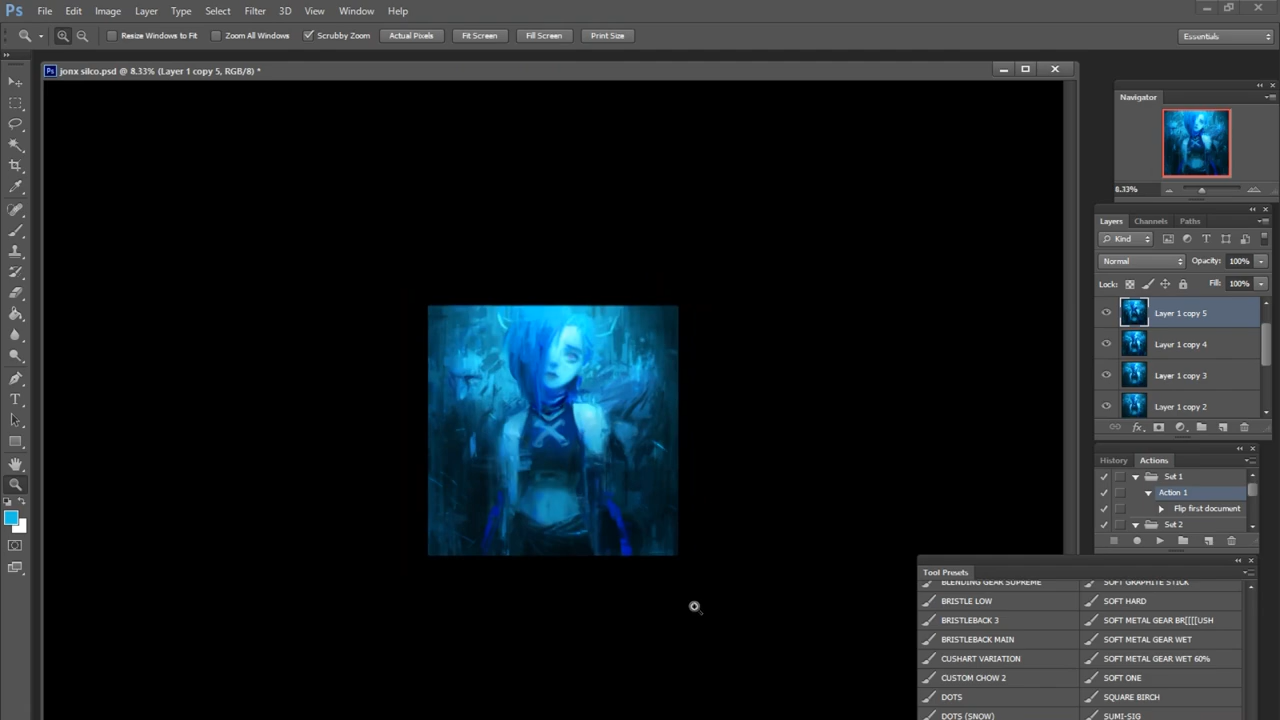 Ps File Edit Image Layer Type Select Filter 3D View Window Help
Resize Windows to Fit Zoom All Windows Scrubby Zoom Actual Pixels Fit Screen Fill Screen Print Size Essentials
Ps jonx silco.psd @ 8.33% (Layer 1 copy 5, RGB/8) *
Navigator
8.33%
Layers Channels Paths
Kind
Normal Opacity: 100%
Lock: Fill: 100%
Layer 1 copy 5
Layer 1 copy 4
Layer 1 copy 3
Layer 1 copy 2
History Actions
Set 1
Action 1
Flip first document
Set 2
Tool Presets
BLENDING GEAR SUPREME SOFT GRAPHITE STICK
BRISTLE LOW SOFT HARD
BRISTLEBACK 3 SOFT METAL GEAR BR[[[[USH
BRISTLEBACK MAIN SOFT METAL GEAR WET
CUSHART VARIATION SOFT METAL GEAR WET 60%
CUSTOM CHOW 2 SOFT ONE
DOTS SQUARE BIRCH
DOTS (SNOW) SUMI-SIG